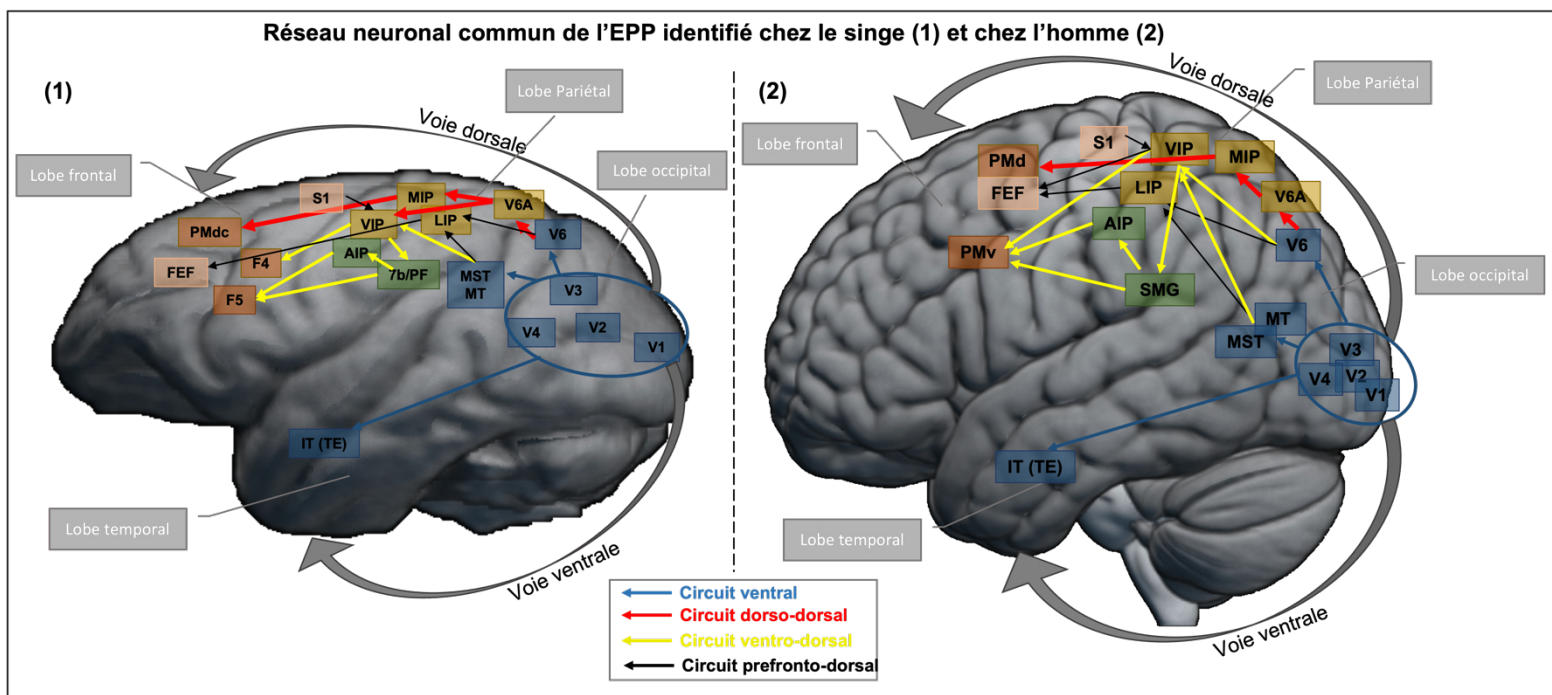 Réseau neuronal commun de l'EPP identifié chez le singe (1) et chez l'homme (2)
(1)
Lobe Pariétal
Voie dorsale
Lobe frontal
Lobe occipital
S1
MIP
V6A
PMdc
VIP
LIP
V6
FEF
F4
AIP
7b/PF
MST
MT
F5
V3
V4
V2
V1
IT (TE)
Lobe temporal
Voie ventrale
(2)
Voie dorsale
Lobe Pariétal
Lobe frontal
S1
VIP
MIP
PMd
FEF
LIP
V6A
AIP
V6
PMv
Lobe occipital
SMG
MT
MST
V3
V4
V2
V1
IT (TE)
Lobe temporal
Voie ventrale
Circuit ventral
Circuit dorso-dorsal
Circuit ventro-dorsal
Circuit prefronto-dorsal